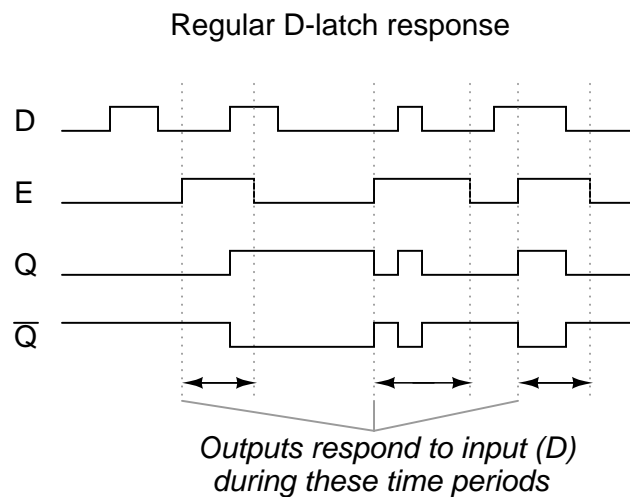 Regular D-latch response
D
E
Q
Q̅
Outputs respond to input (D)
during these time periods